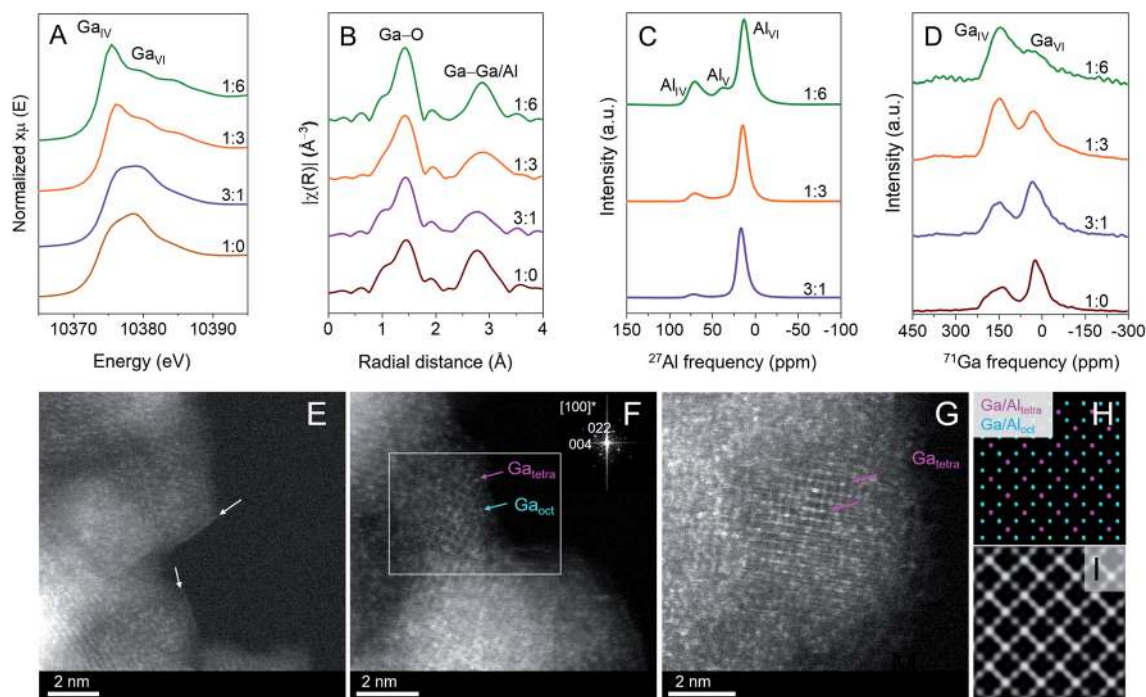 A
Ga_IV
Ga_VI
1:6
1:3
3:1
1:0
Normalized xμ (E)
10370 10380 10390
Energy (eV)
B
Ga–O
Ga–Ga/Al
1:6
1:3
3:1
1:0
|χ(R)| (Å⁻³)
0 1 2 3 4
Radial distance (Å)
C
Al_VI
Al_IV
Al_V
1:6
1:3
3:1
Intensity (a.u.)
150 100 50 0 -50 -100
²⁷Al frequency (ppm)
D
Ga_IV
Ga_VI
1:6
1:3
3:1
1:0
Intensity (a.u.)
450 300 150 0 -150 -300
⁷¹Ga frequency (ppm)
E
2 nm
F
[100]*
022
004
Ga_tetra
Ga_oct
2 nm
G
Ga_tetra
2 nm
H
Ga/Al_tetra
Ga/Al_oct
I